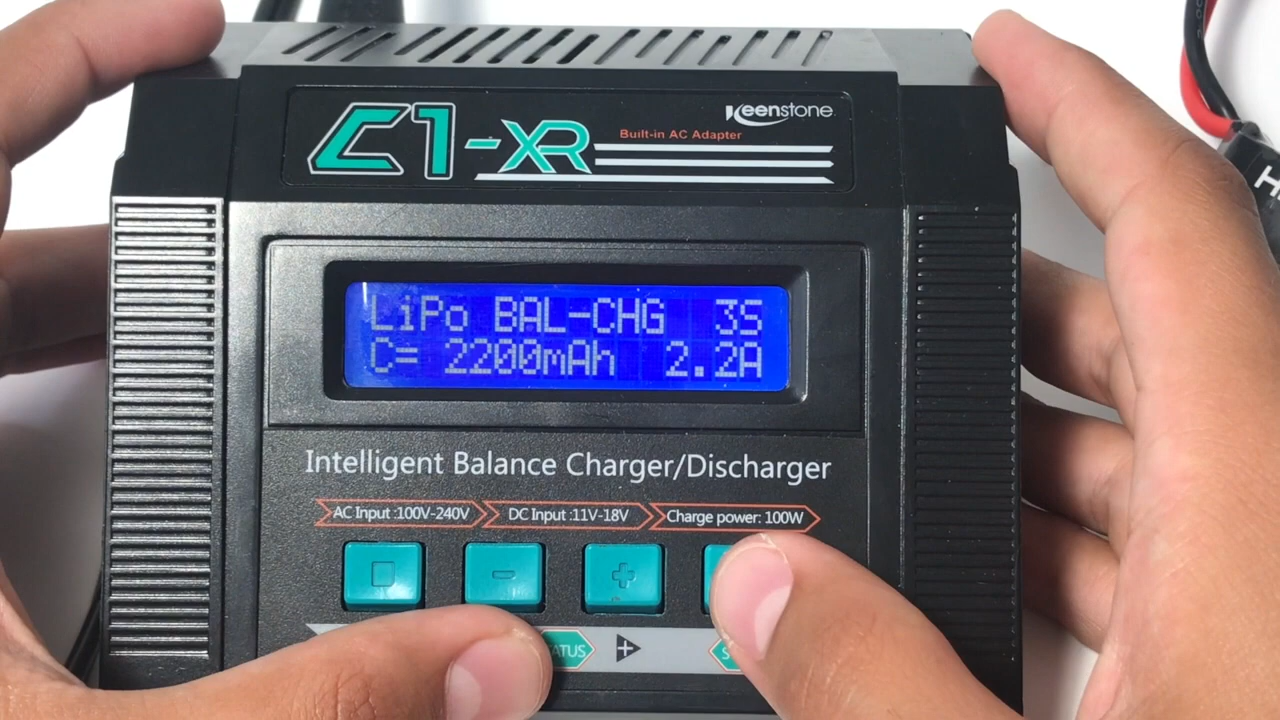 C1-XR
Keenstone
Built-in AC Adapter
LiPo BAL-CHG 3S
C= 2200mAh 2.2A
Intelligent Balance Charger/Discharger
AC Input :100V-240V
DC Input :11V-18V
Charge power: 100W